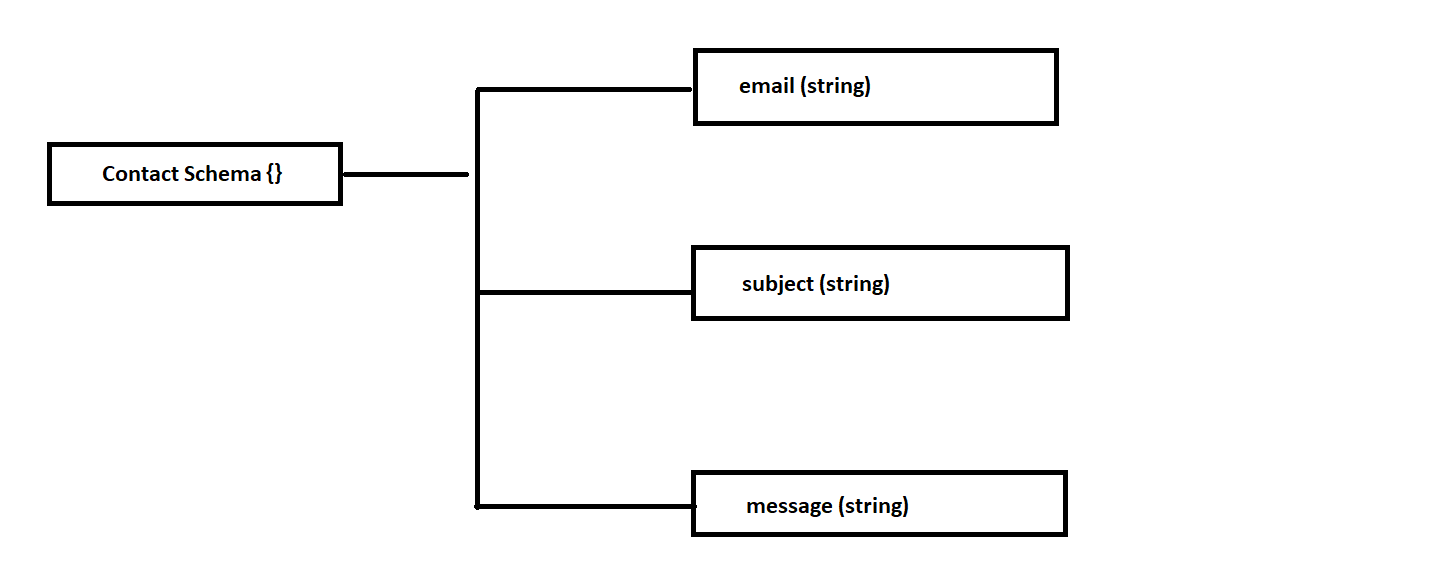 email (string)
Contact Schema {}
subject (string)
message (string)